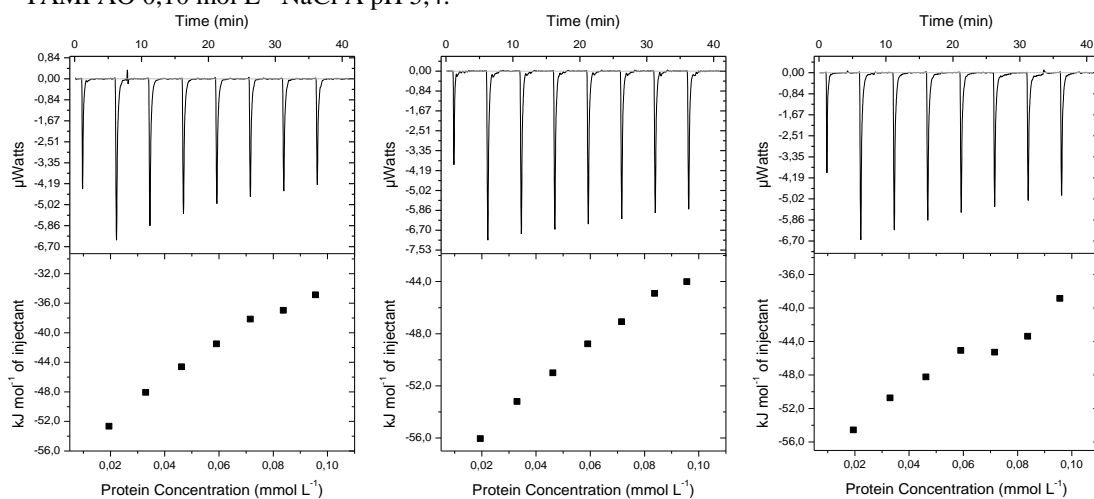 TAMPÃO 0,10 mol L⁻¹ NaCl A pH
Time (min)
0 10 20 30 40
0,84
0,00
-0,84
-1,67
-2,51
-3,35
-4,19
-5,02
-5,86
-6,70
µWatts
-32,0
-36,0
-40,0
-44,0
-48,0
-52,0
-56,0
kJ mol⁻¹ of injectant
0,02 0,04 0,06 0,08 0,10
Protein Concentration (mmol L⁻¹)
Time (min)
0 10 20 30 40
0,00
-0,84
-1,67
-2,51
-3,35
-4,19
-5,02
-5,86
-6,70
-7,53
µWatts
-44,0
-48,0
-52,0
-56,0
kJ mol⁻¹ of injectant
0,02 0,04 0,06 0,08 0,10
Protein Concentration (mmol L⁻¹)
Time (min)
0 10 20 30 40
0,00
-0,84
-1,67
-2,51
-3,35
-4,19
-5,02
-5,86
-6,70
µWatts
-36,0
-40,0
-44,0
-48,0
-52,0
-56,0
kJ mol⁻¹ of injectant
0,02 0,04 0,06 0,08 0,10
Protein Concentration (mmol L⁻¹)